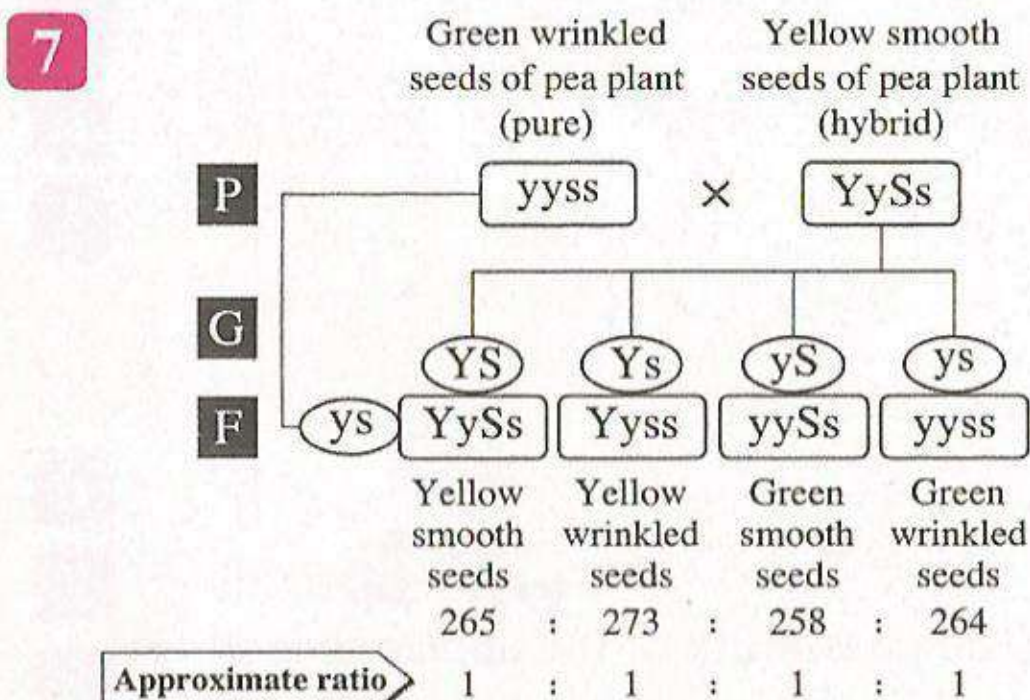 7
Green wrinkled Yellow smooth
seeds of pea plant seeds of pea plant
(pure) (hybrid)
P yyss × YySs
G YS Ys yS ys
F ys YySs Yyss yySs yyss
Yellow Yellow Green Green
smooth wrinkled smooth wrinkled
seeds seeds seeds seeds
265 : 273 : 258 : 264
Approximate ratio 1 : 1 : 1 : 1